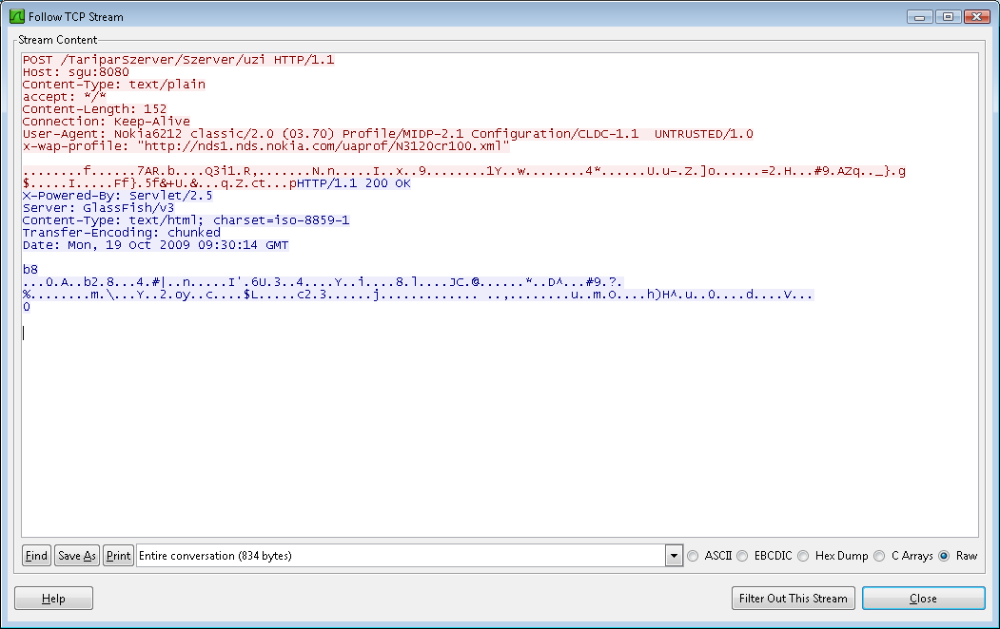 Follow TCP Stream
Stream Content
POST /TariparSzerver/Szerver/uzi HTTP/1.1
Host: sgu:8080
Content-Type: text/plain
accept: */*
Content-Length: 152
Connection: Keep-Alive
User-Agent: Nokia6212 classic/2.0 (03.70) Profile/MIDP-2.1 Configuration/CLDC-1.1  UNTRUSTED/1.0
x-wap-profile: "http://nds1.nds.nokia.com/uaprof/N3120cr100.xml"
........f......7AR.b....Q3i1.R,.......N.n.....I..x..9........1Y..w........4*......U.u-.Z.]o......=2.H...#9.AZq.._}.g
$.....I.....Ff}.5f&+U.&...q.Z.ct...pHTTP/1.1 200 OK
X-Powered-By: Servlet/2.5
Server: GlassFish/v3
Content-Type: text/html; charset=iso-8859-1
Transfer-Encoding: chunked
Date: Mon, 19 Oct 2009 09:30:14 GMT
b8
...O.A..b2.8...4.#|..n.....I'.6U.3..4....Y..i....8.l....JC.@......*..D^...#9.?.
%........m.\...Y..2.oy..c....$L.....c2.3......j............. ..,........u..m.O....h)H^.u..O....d....V...
0
Find Save As Print Entire conversation (834 bytes) ASCII EBCDIC Hex Dump C Arrays Raw
Help Filter Out This Stream Close